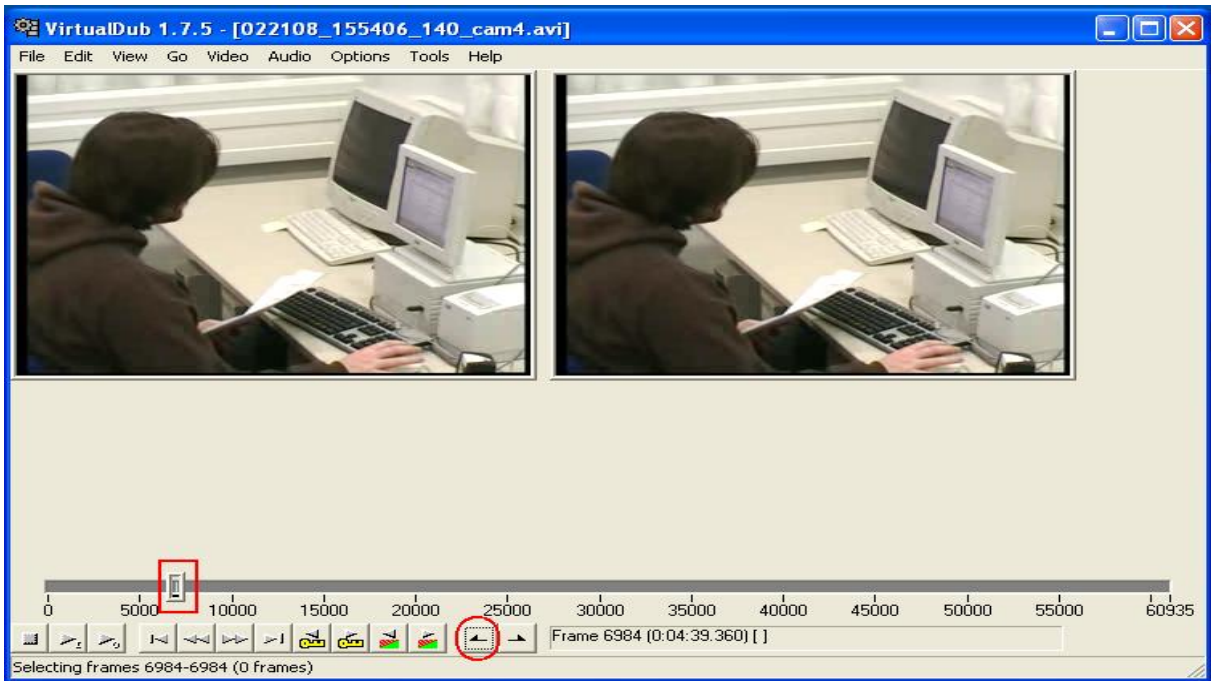 VirtualDub 1.7.5 - [022108_155406_140_cam4.avi]
File Edit View Go Video Audio Options Tools Help
0 5000 10000 15000 20000 25000 30000 35000 40000 45000 50000 55000 60935
Frame 6984 (0:04:39.360) [ ]
Selecting frames 6984-6984 (0 frames)